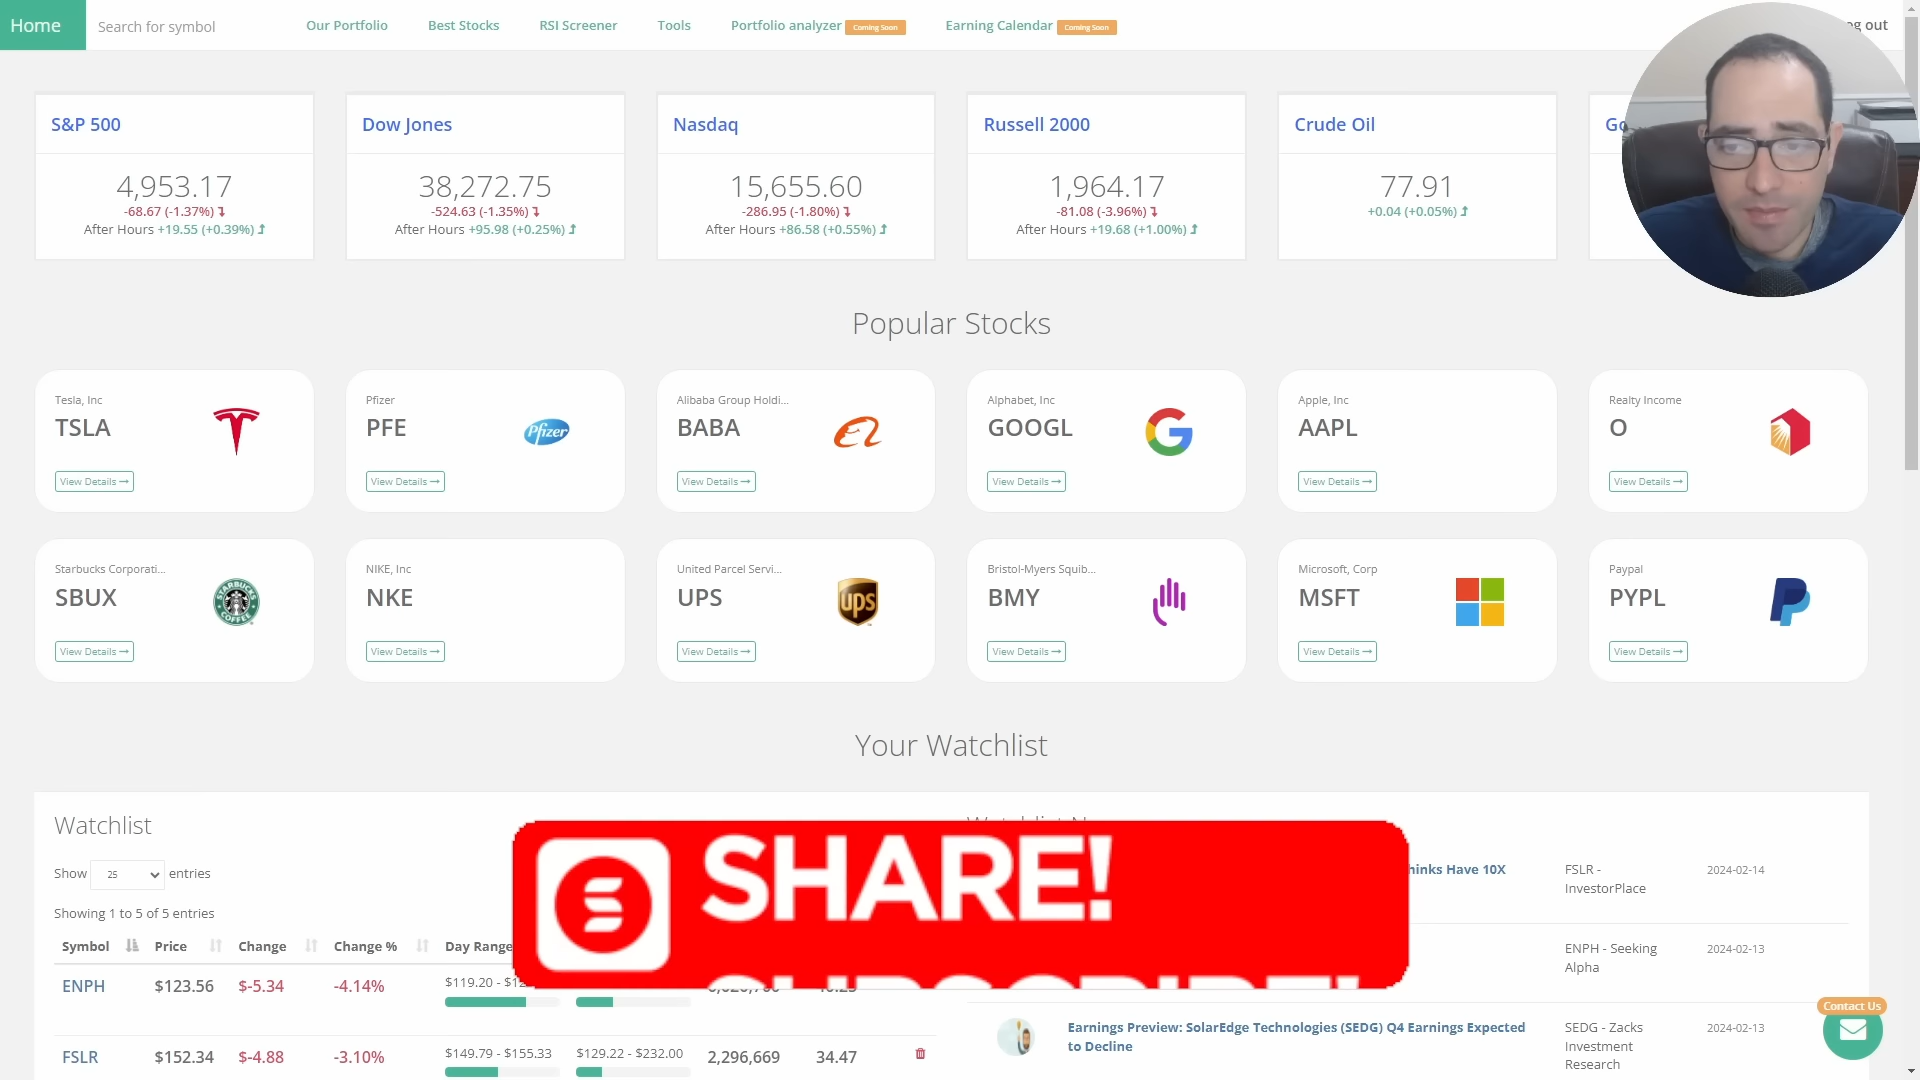 Home
Search for symbol
Our Portfolio
Best Stocks
RSI Screener
Tools
Portfolio analyzer Coming Soon
Earning Calendar Coming Soon
out
S&P 500
4,953.17
-68.67 (-1.37%)
After Hours +19.55 (+0.39%)
Dow Jones
38,272.75
-524.63 (-1.35%)
After Hours +95.98 (+0.25%)
Nasdaq
15,655.60
-286.95 (-1.80%)
After Hours +86.58 (+0.55%)
Russell 2000
1,964.17
-81.08 (-3.96%)
After Hours +19.68 (+1.00%)
Crude Oil
77.91
+0.04 (+0.05%)
Popular Stocks
Tesla, Inc
TSLA
View Details
Pfizer
PFE
Pfizer
View Details
Alibaba Group Holdi...
BABA
View Details
Alphabet, Inc
GOOGL
View Details
Apple, Inc
AAPL
View Details
Realty Income
O
View Details
Starbucks Corporati...
SBUX
STARBUCKS COFFEE
View Details
NIKE, Inc
NKE
View Details
United Parcel Servi...
UPS
ups
View Details
Bristol-Myers Squib...
BMY
View Details
Microsoft, Corp
MSFT
View Details
Paypal
PYPL
View Details
Your Watchlist
Watchlist
Show 25 entries
Showing 1 to 5 of 5 entries
Symbol Price Change Change % Day Range
ENPH $123.56 $-5.34 -4.14%
FSLR $152.34 $-4.88 -3.10% $149.79 - $155.33 $129.22 - $232.00 2,296,669 34.47
SHARE!
Have 10X
FSLR - InvestorPlace
2024-02-14
ENPH - Seeking Alpha
2024-02-13
Earnings Preview: SolarEdge Technologies (SEDG) Q4 Earnings Expected
to Decline
SEDG - Zacks
Investment
Research
2024-02-13
Contact Us